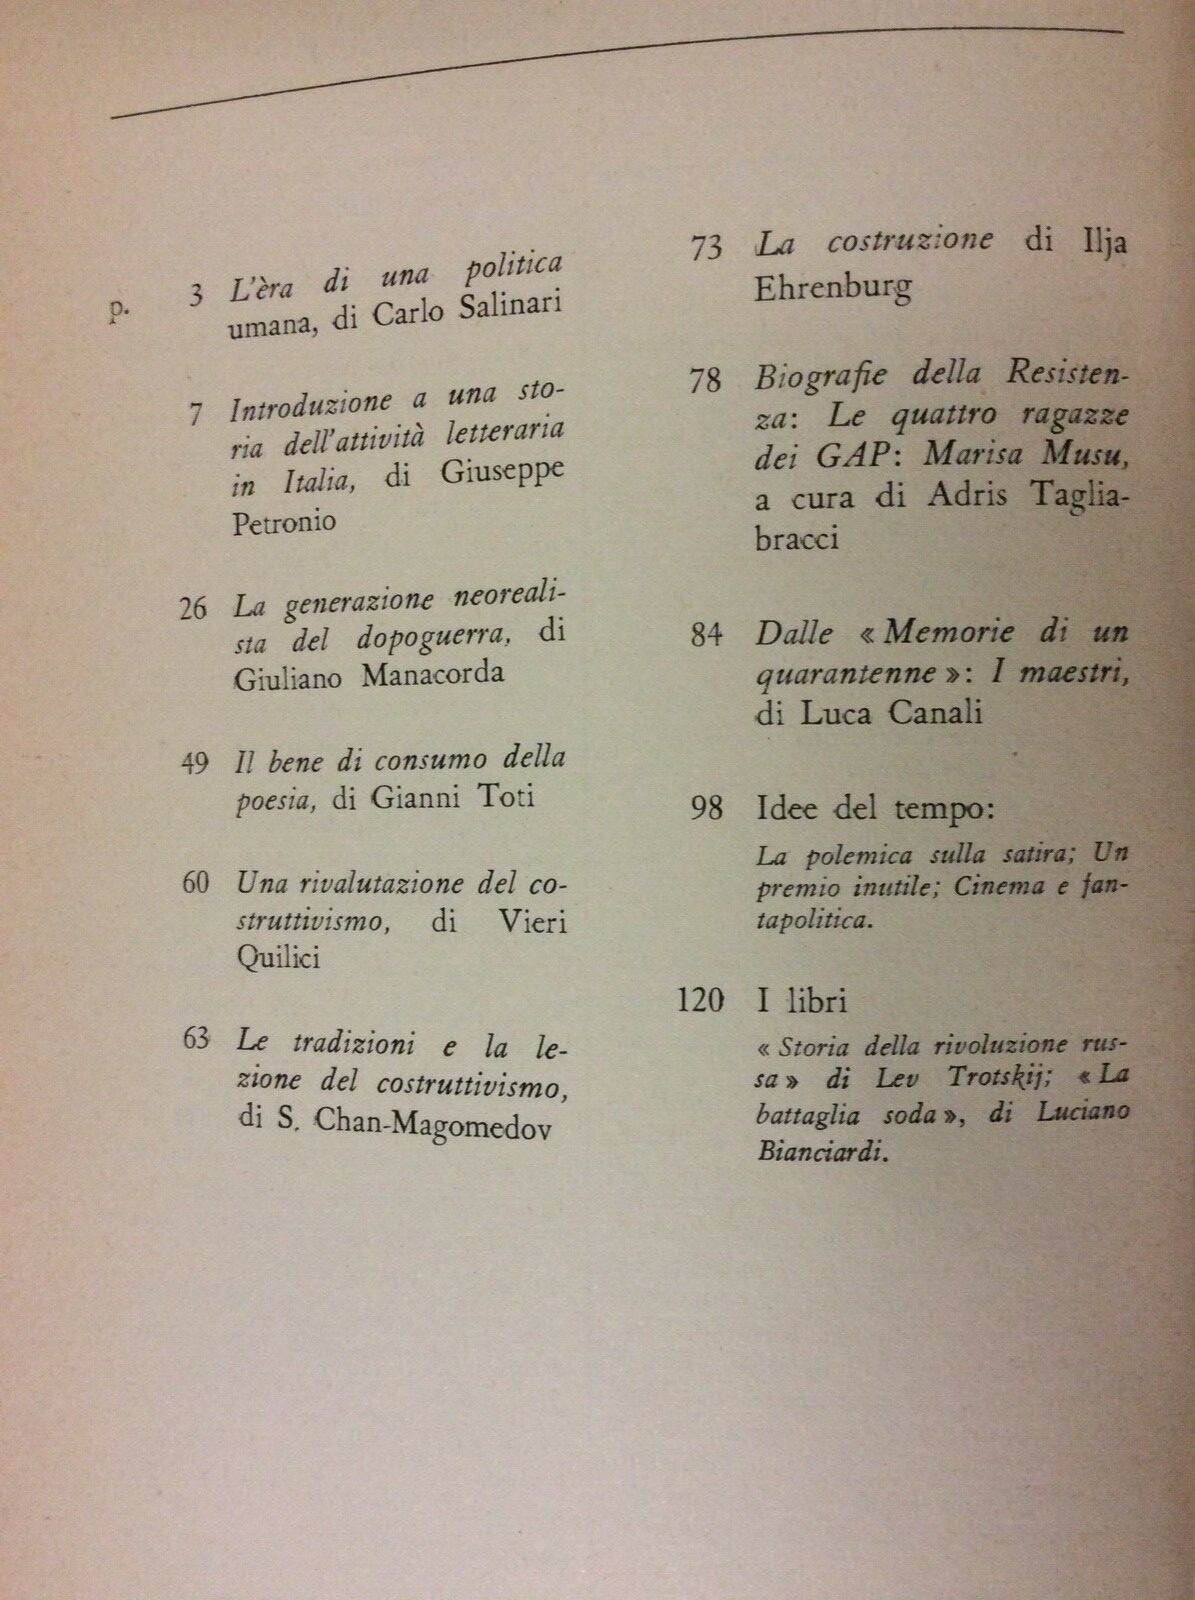 p. 3 L'èra di una politica
umana, di Carlo Salinari
7 Introduzione a una sto-
ria dell'attività letteraria
in Italia, di Giuseppe
Petronio
26 La generazione neoreali-
sta del dopoguerra, di
Giuliano Manacorda
49 Il bene di consumo della
poesia, di Gianni Toti
60 Una rivalutazione del co-
struttivismo, di Vieri
Quilici
63 Le tradizioni e la le-
zione del costruttivismo,
di S. Chan-Magomedov
73 La costruzione di Ilja
Ehrenburg
78 Biografie della Resisten-
za: Le quattro ragazze
dei GAP: Marisa Musu,
a cura di Adris Taglia-
bracci
84 Dalle « Memorie di un
quarantenne »: I maestri,
di Luca Canali
98 Idee del tempo:
La polemica sulla satira; Un
premio inutile; Cinema e fan-
tapolitica.
120 I libri
« Storia della rivoluzione rus-
sa » di Lev Trotskij; « La
battaglia soda », di Luciano
Bianciardi.